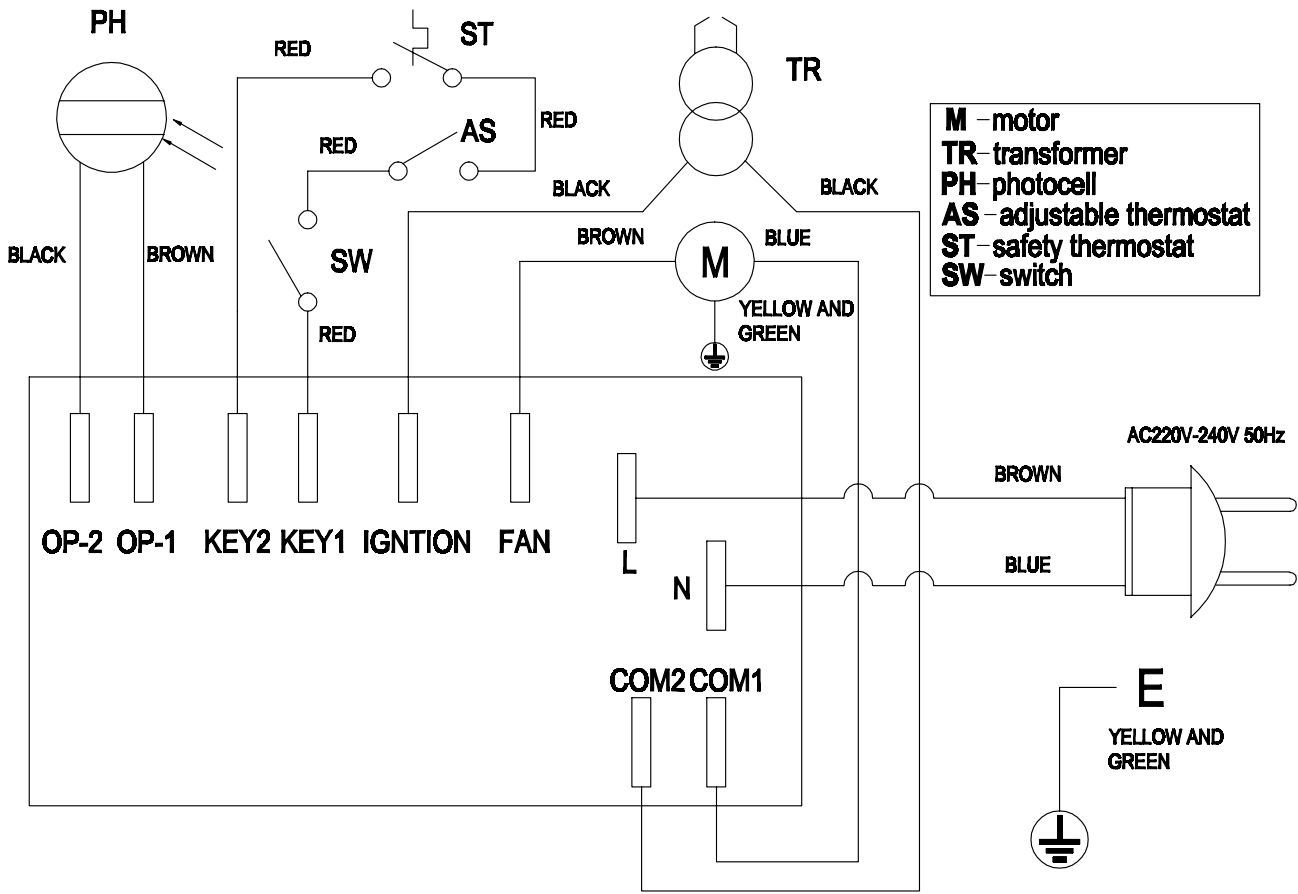 PH
RED
ST
TR
RED
AS
RED
BLACK
BLACK
BLACK
BROWN
SW
RED
BROWN
BLUE
M
YELLOW AND
GREEN
M - motor
TR - transformer
PH - photocell
AS - adjustable thermostat
ST - safety thermostat
SW - switch
AC220V-240V 50Hz
BROWN
BLUE
OP-2 OP-1 KEY2 KEY1 IGNTION FAN
L
N
COM2 COM1
E
YELLOW AND
GREEN